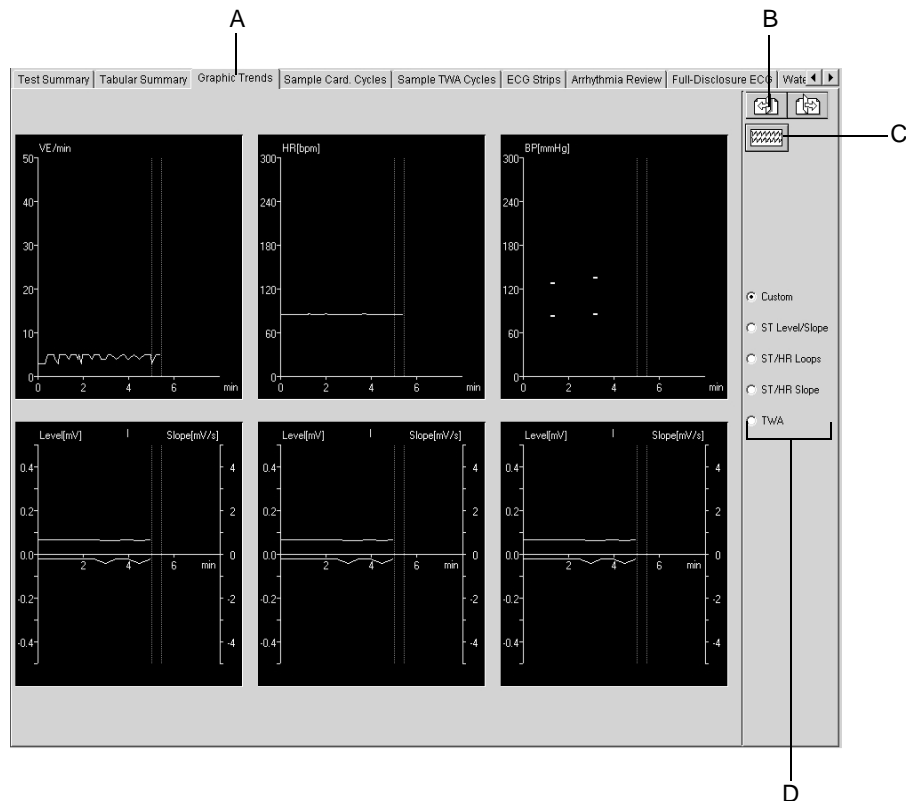 A
B
Test Summary Tabular Summary Graphic Trends Sample Card. Cycles Sample TWA Cycles ECG Strips Arrhythmia Review Full-Disclosure ECG Wate
C
VE/min
50
40
30
20
10
0
0 2 4 6 min
HR[bpm]
300
240
180
120
60
0
0 2 4 6 min
BP[mmHg]
300
240
180
120
60
0
0 2 4 6 min
Custom
ST Level/Slope
ST/HR Loops
ST/HR Slope
TWA
Level[mV] I Slope[mV/s]
0.4 4
0.2 2
0.0 0
2 4 6 min
-0.2 -2
-0.4 -4
Level[mV] I Slope[mV/s]
0.4 4
0.2 2
0.0 0
2 4 6 min
-0.2 -2
-0.4 -4
Level[mV] I Slope[mV/s]
0.4 4
0.2 2
0.0 0
2 4 6 min
-0.2 -2
-0.4 -4
D